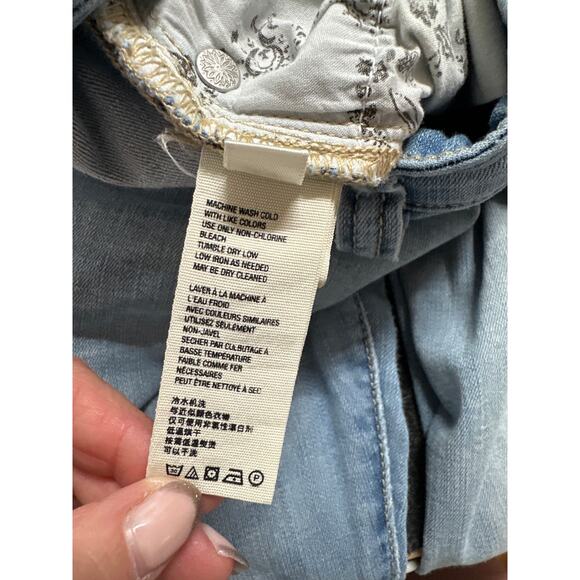 MACHINE WASH COLD
WITH LIKE COLORS
USE ONLY NON-CHLORINE
BLEACH
TUMBLE DRY LOW
LOW IRON AS NEEDED
MAY BE DRY CLEANED
LAVER À LA MACHINE À
L'EAU FROID
AVEC COULEURS SIMILAIRES
UTILISEZ SEULEMENT
NON-JAVEL
SECHER PAR CULBUTAGE À
BASSE TEMPÉRATURE
FAIBLE COMME FER
NÉCESSAIRES
PEUT ÊTRE NETTOYÉ À SEC
冷水机洗
与近似颜色衣物
仅可使用非氯性漂白剂
低温烘干
按需低温熨烫
可以干洗
30
P